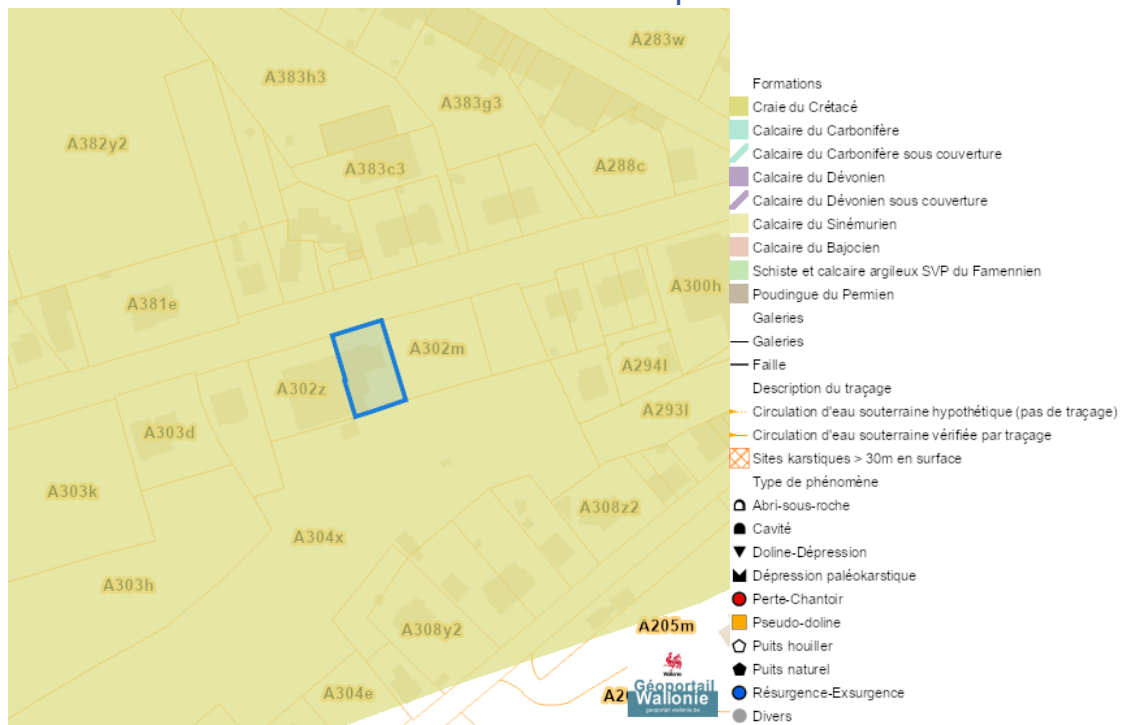 A283w
A383h3
A383g3
A382y2
A383c3
A288c
A381e
A300h
A302m
A302z
A294l
A293l
A303d
A303k
A308z2
A304x
A303h
A308y2
A205m
A304e
Wallonie
Géoportail
Wallonie
geoportail.wallonie.be
Formations
Craie du Crétacé
Calcaire du Carbonifère
Calcaire du Carbonifère sous couverture
Calcaire du Dévonien
Calcaire du Dévonien sous couverture
Calcaire du Sinémurien
Calcaire du Bajocien
Schiste et calcaire argileux SVP du Famennien
Poudingue du Permien
Galeries
Galeries
Faille
Description du traçage
Circulation d'eau souterraine hypothétique (pas de traçage)
Circulation d'eau souterraine vérifiée par traçage
Sites karstiques > 30m en surface
Type de phénomène
Abri-sous-roche
Cavité
Doline-Dépression
Dépression paléokarstique
Perte-Chantoir
Pseudo-doline
Puits houiller
Puits naturel
Résurgence-Exsurgence
Divers